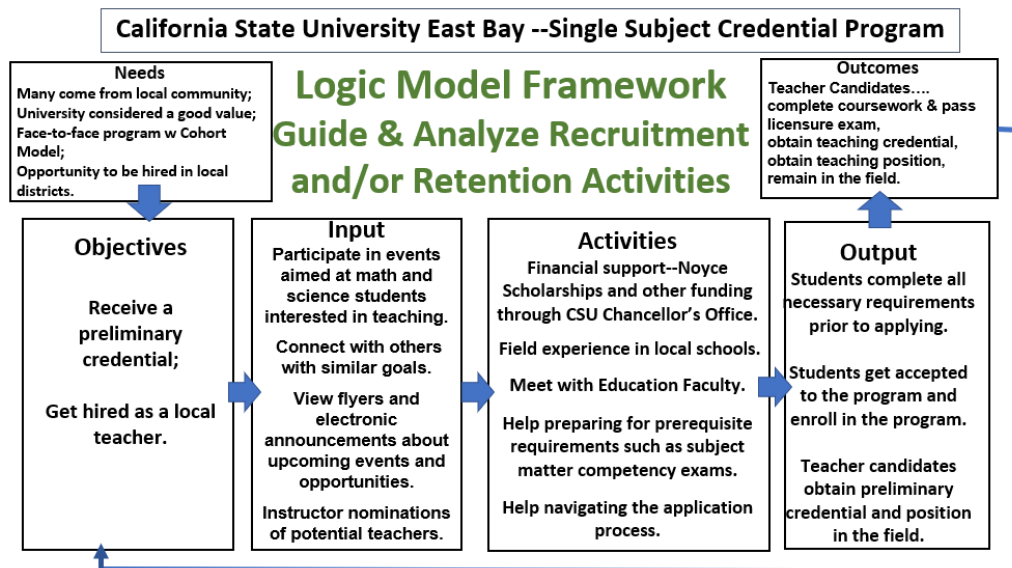 California State University East Bay --Single Subject Credential Program
Logic Model Framework
Guide & Analyze Recruitment
and/or Retention Activities
Needs
Many come from local community;
University considered a good value;
Face-to-face program w Cohort
Model;
Opportunity to be hired in local
districts.
Objectives
Receive a
preliminary
credential;
Get hired as a local
teacher.
Input
Participate in events
aimed at math and
science students
interested in teaching.
Connect with others
with similar goals.
View flyers and
electronic
announcements about
upcoming events and
opportunities.
Instructor nominations
of potential teachers.
Activities
Financial support--Noyce
Scholarships and other funding
through CSU Chancellor's Office.
Field experience in local schools.
Meet with Education Faculty.
Help preparing for prerequisite
requirements such as subject
matter competency exams.
Help navigating the application
process.
Output
Students complete all
necessary requirements
prior to applying.
Students get accepted
to the program and
enroll in the program.
Teacher candidates
obtain preliminary
credential and position
in the field.
Outcomes
Teacher Candidates….
complete coursework & pass
licensure exam,
obtain teaching credential,
obtain teaching position,
remain in the field.